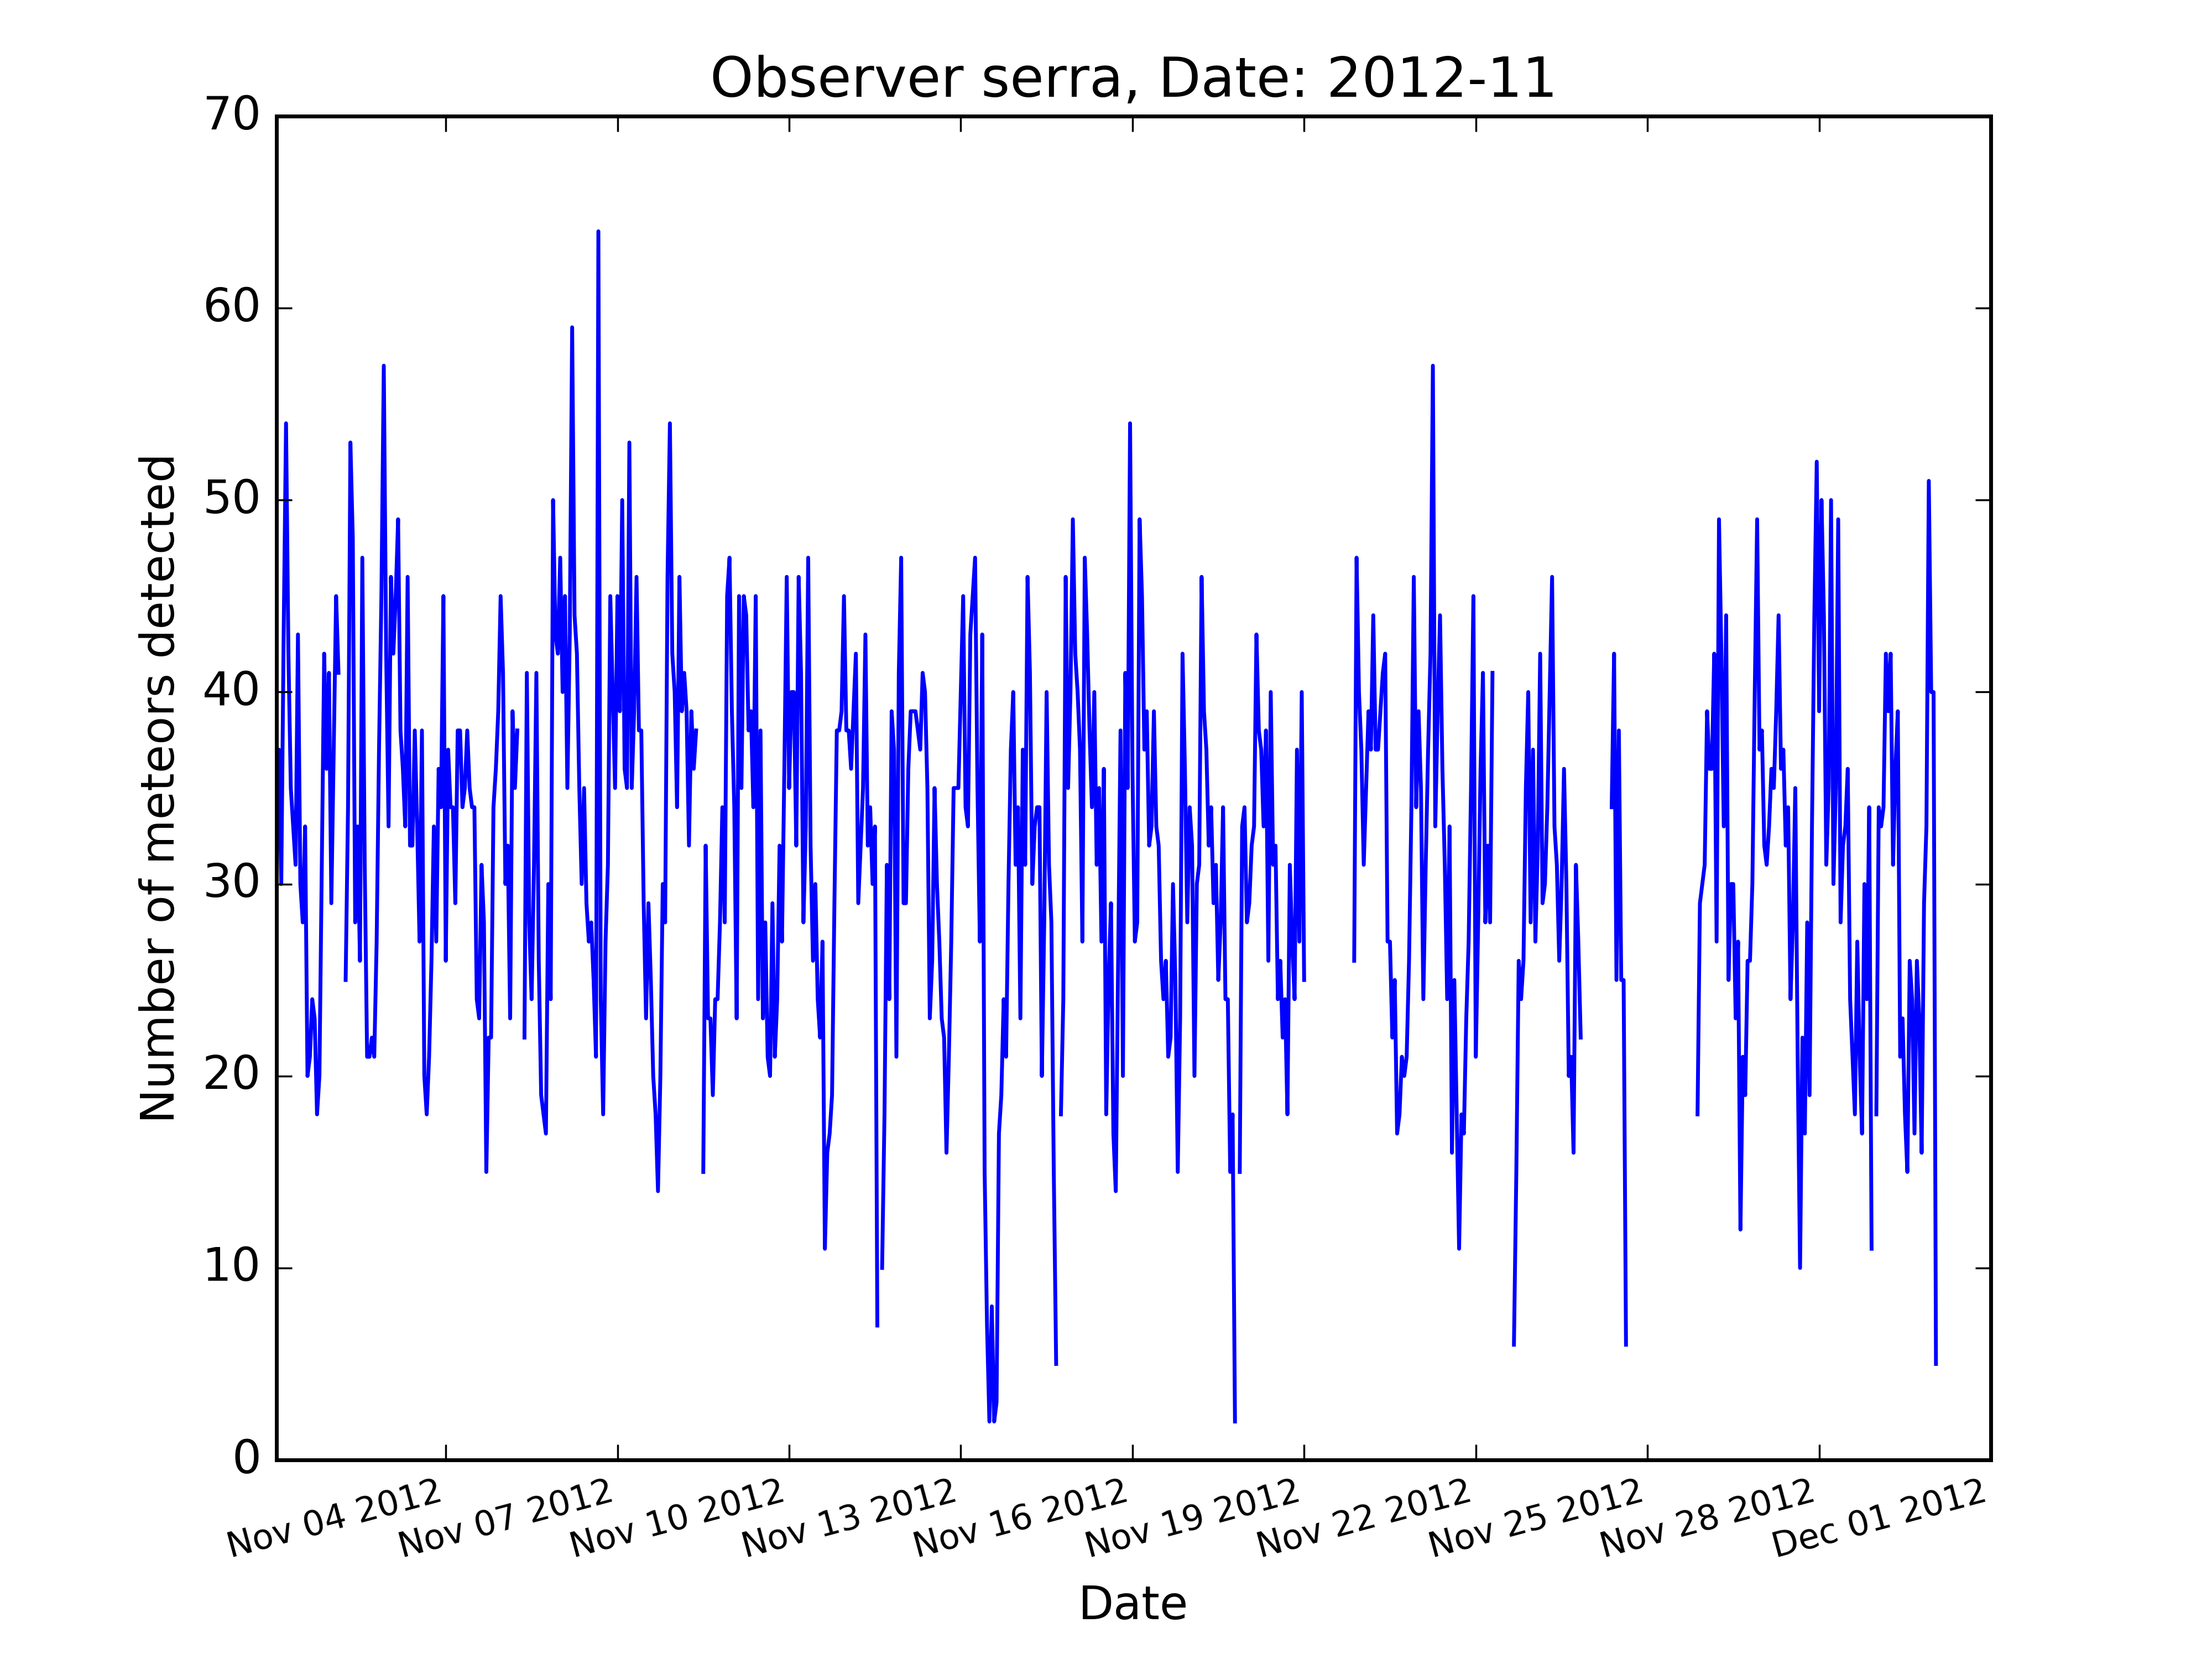 Observer serra, Date: 2012-11
Number of meteors detected
70
60
50
40
30
20
10
0
Nov 04 2012
Nov 07 2012
Nov 10 2012
Nov 13 2012
Nov 16 2012
Nov 19 2012
Nov 22 2012
Nov 25 2012
Nov 28 2012
Dec 01 2012
Date